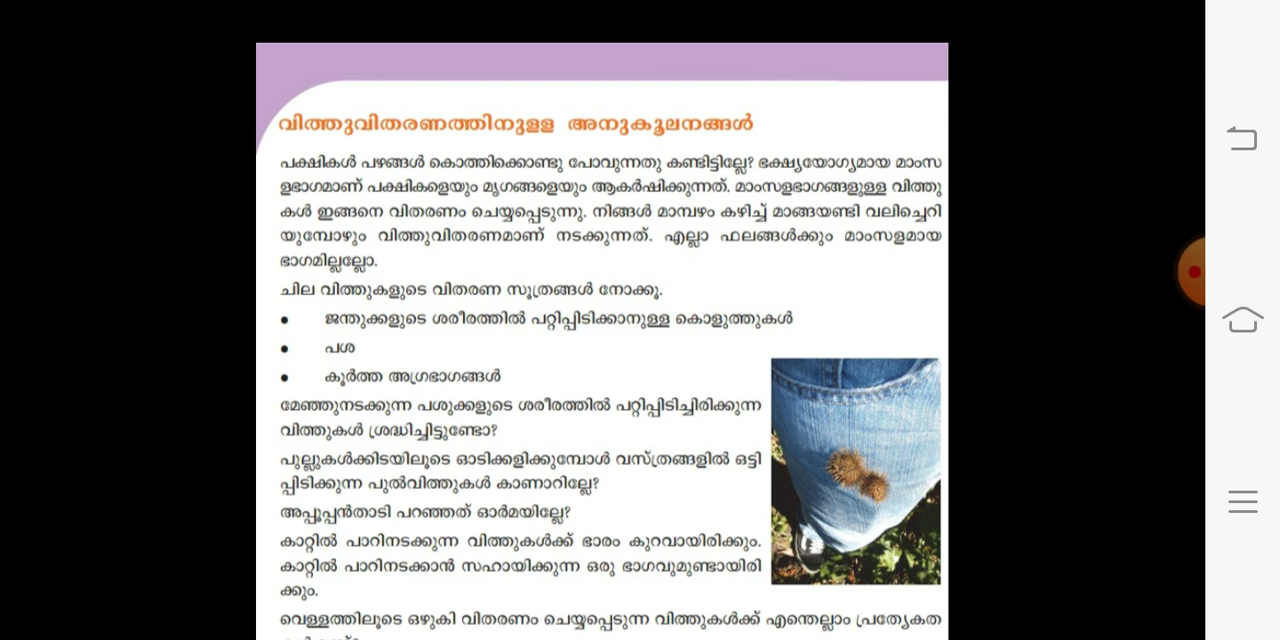 വിത്തുവിതരണത്തിനുളള അനുകൂലനങ്ങൾ
പക്ഷികൾ പഴങ്ങൾ കൊത്തിക്കൊണ്ടു പോവുന്നതു കണ്ടിട്ടില്ലേ? ഭക്ഷ്യയോഗ്യമായ മാംസ
ളഭാഗമാണ് പക്ഷികളെയും മൃഗങ്ങളെയും ആകർഷിക്കുന്നത്. മാംസളഭാഗങ്ങളുള്ള വിത്തു
കൾ ഇങ്ങനെ വിതരണം ചെയ്യപ്പെടുന്നു. നിങ്ങൾ മാമ്പഴം കഴിച്ച് മാങ്ങയണ്ടി വലിച്ചെറി
യുമ്പോഴും വിത്തുവിതരണമാണ് നടക്കുന്നത്. എല്ലാ ഫലങ്ങൾക്കും മാംസളമായ
ഭാഗമില്ലല്ലോ.
ചില വിത്തുകളുടെ വിതരണ സൂത്രങ്ങൾ നോക്കൂ.
• ജന്തുക്കളുടെ ശരീരത്തിൽ പറ്റിപ്പിടിക്കാനുള്ള കൊളുത്തുകൾ
• പശ
• കൂർത്ത അഗ്രഭാഗങ്ങൾ
മേഞ്ഞുനടക്കുന്ന പശുക്കളുടെ ശരീരത്തിൽ പറ്റിപ്പിടിച്ചിരിക്കുന്ന
വിത്തുകൾ ശ്രദ്ധിച്ചിട്ടുണ്ടോ?
പുല്ലുകൾക്കിടയിലൂടെ ഓടിക്കളിക്കുമ്പോൾ വസ്ത്രങ്ങളിൽ ഒട്ടി
പ്പിടിക്കുന്ന പുൽവിത്തുകൾ കാണാറില്ലേ?
അപ്പൂപ്പൻതാടി പറഞ്ഞത് ഓർമയില്ലേ?
കാറ്റിൽ പാറിനടക്കുന്ന വിത്തുകൾക്ക് ഭാരം കുറവായിരിക്കും.
കാറ്റിൽ പാറിനടക്കാൻ സഹായിക്കുന്ന ഒരു ഭാഗവുമുണ്ടായിരി
ക്കും.
വെള്ളത്തിലൂടെ ഒഴുകി വിതരണം ചെയ്യപ്പെടുന്ന വിത്തുകൾക്ക് എന്തെല്ലാം പ്രത്യേകത